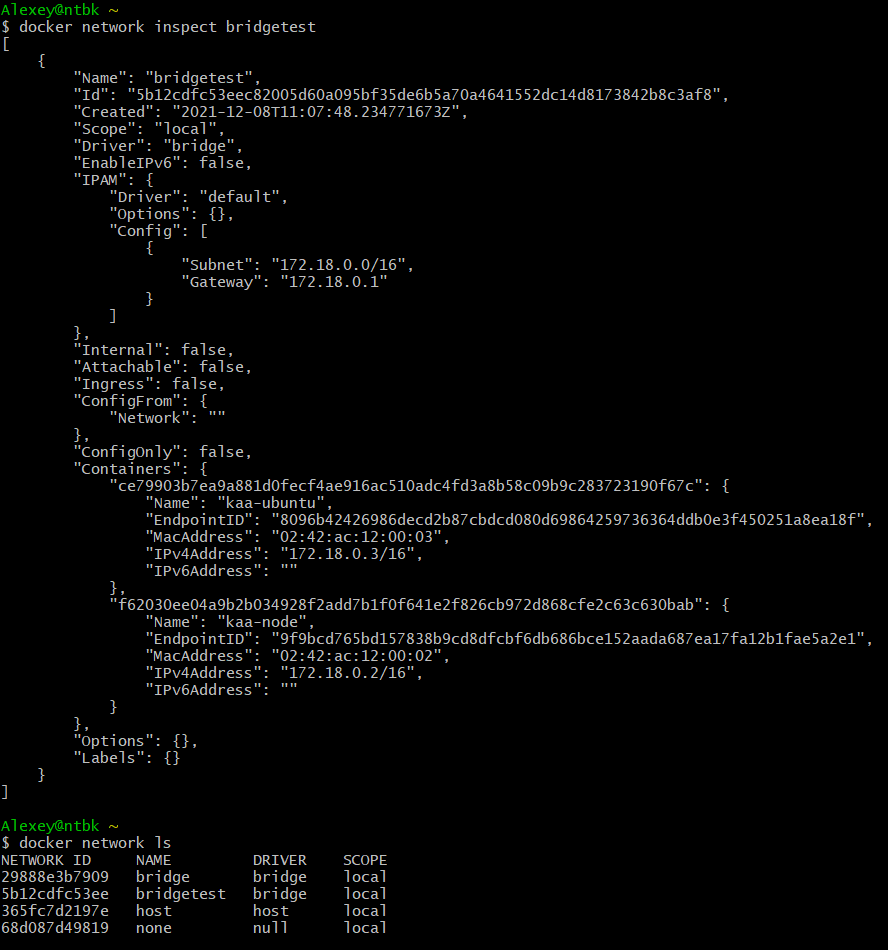 Alexey@ntbk ~
$ docker network inspect bridgetest
[
    {
        "Name": "bridgetest",
        "Id": "5b12cdfc53eec82005d60a095bf35de6b5a70a4641552dc14d8173842b8c3af8",
        "Created": "2021-12-08T11:07:48.234771673Z",
        "Scope": "local",
        "Driver": "bridge",
        "EnableIPv6": false,
        "IPAM": {
            "Driver": "default",
            "Options": {},
            "Config": [
                {
                    "Subnet": "172.18.0.0/16",
                    "Gateway": "172.18.0.1"
                }
            ]
        },
        "Internal": false,
        "Attachable": false,
        "Ingress": false,
        "ConfigFrom": {
            "Network": ""
        },
        "ConfigOnly": false,
        "Containers": {
            "ce79903b7ea9a881d0fecf4ae916ac510adc4fd3a8b58c09b9c283723190f67c": {
                "Name": "kaa-ubuntu",
                "EndpointID": "8096b42426986decd2b87cbdcd080d69864259736364ddb0e3f450251a8ea18f",
                "MacAddress": "02:42:ac:12:00:03",
                "IPv4Address": "172.18.0.3/16",
                "IPv6Address": ""
            },
            "f62030ee04a9b2b034928f2add7b1f0f641e2f826cb972d868cfe2c63c630bab": {
                "Name": "kaa-node",
                "EndpointID": "9f9bcd765bd157838b9cd8dfcbf6db686bce152aada687ea17fa12b1fae5a2e1",
                "MacAddress": "02:42:ac:12:00:02",
                "IPv4Address": "172.18.0.2/16",
                "IPv6Address": ""
            }
        },
        "Options": {},
        "Labels": {}
    }
]
Alexey@ntbk ~
$ docker network ls
NETWORK ID     NAME         DRIVER    SCOPE
29888e3b7909   bridge       bridge    local
5b12cdfc53ee   bridgetest   bridge    local
365fc7d2197e   host         host      local
68d087d49819   none         null      local